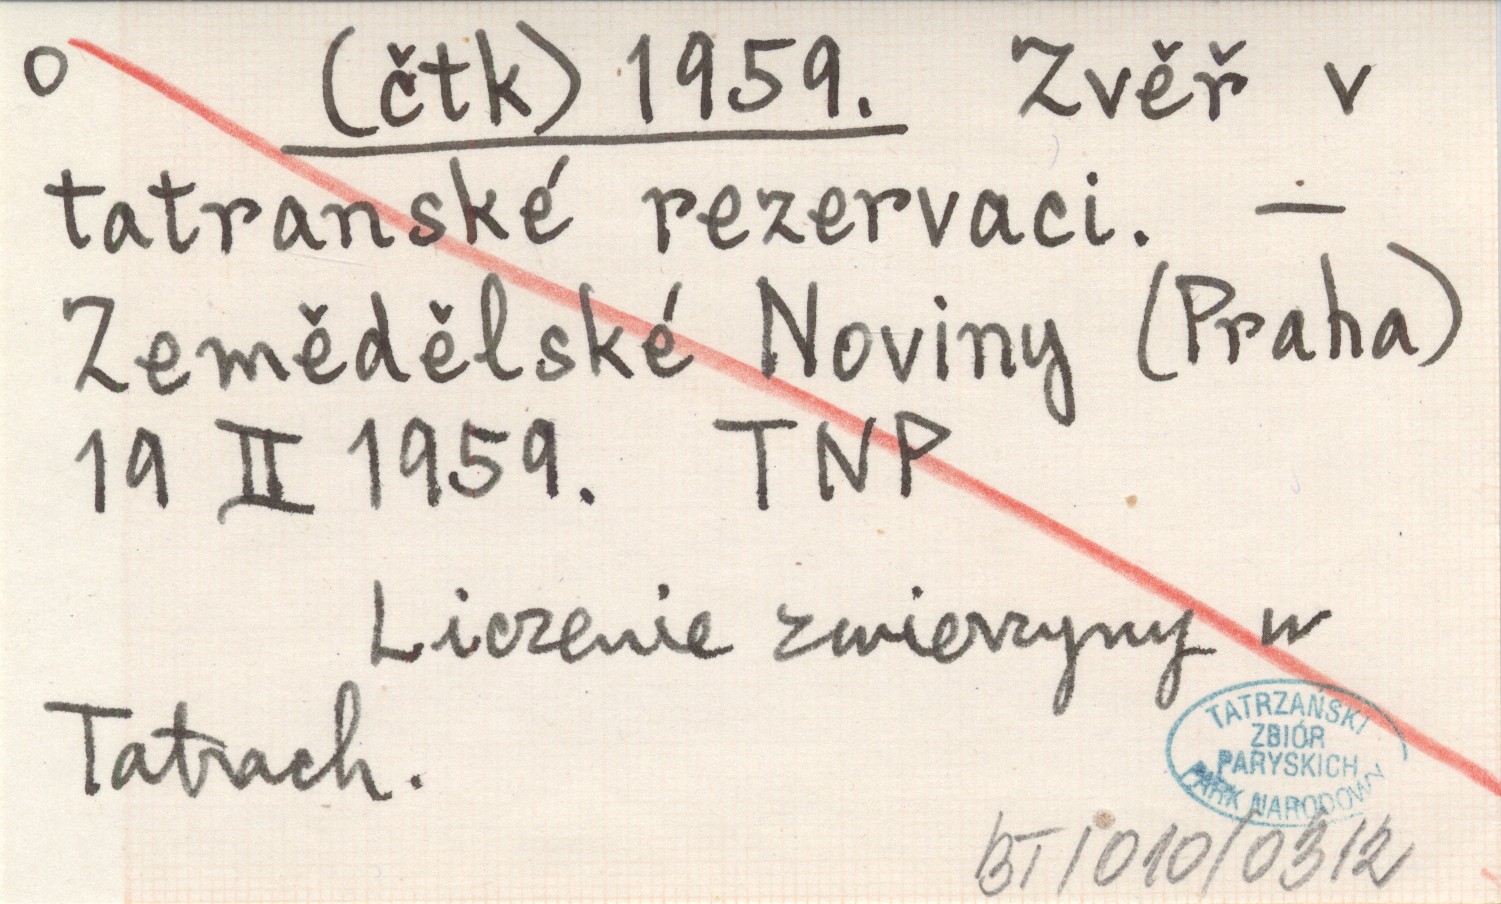 o (čtk) 1959. Zvěř v
tatranské rezervaci. —
Zemědělské Noviny (Praha)
19 II 1959. TNP
Liczenie zwierzyny w
Tatrach.
TATRZAŃSKI
ZBIÓR
PARYSKICH
PARK NARODOWY
BT/010/0312